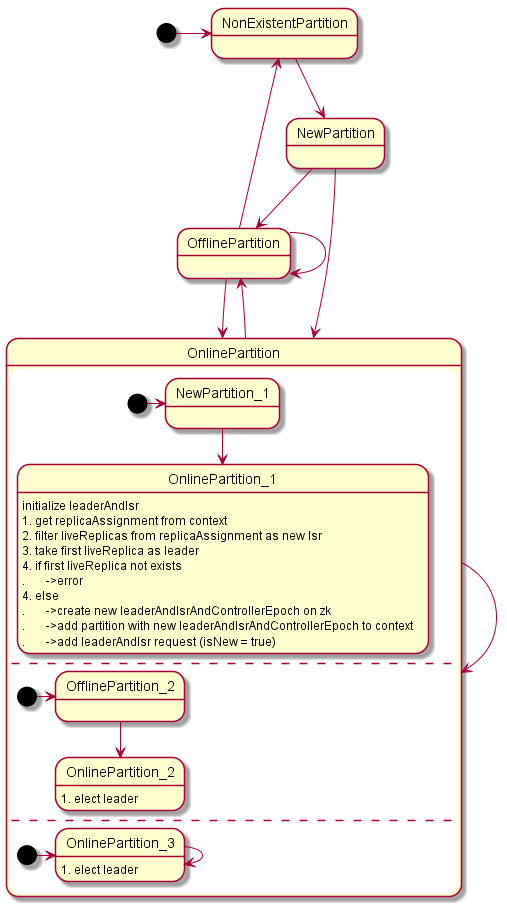 NonExistentPartition
NewPartition
OfflinePartition
OnlinePartition
NewPartition_1
OnlinePartition_1
initialize leaderAndIsr
1. get replicaAssignment from context
2. filter liveReplicas from replicaAssignment as new Isr
3. take first liveReplica as leader
4. if first liveReplica not exists
. ->error
4. else
. ->create new leaderAndIsrAndControllerEpoch on zk
. ->add partition with new leaderAndIsrAndControllerEpoch to context
. ->add leaderAndIsr request (isNew = true)
OfflinePartition_2
OnlinePartition_2
1. elect leader
OnlinePartition_3
1. elect leader